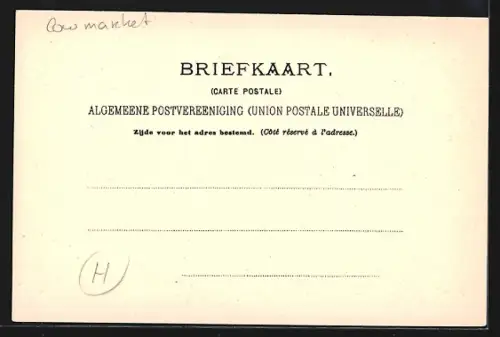 Cow market
BRIEFKAART.
(CARTE POSTALE)
ALGEMEENE POSTVEREENIGING (UNION POSTALE UNIVERSELLE)
Zijde voor het adres bestemd. (Côté réservé à l'adresse.)
H